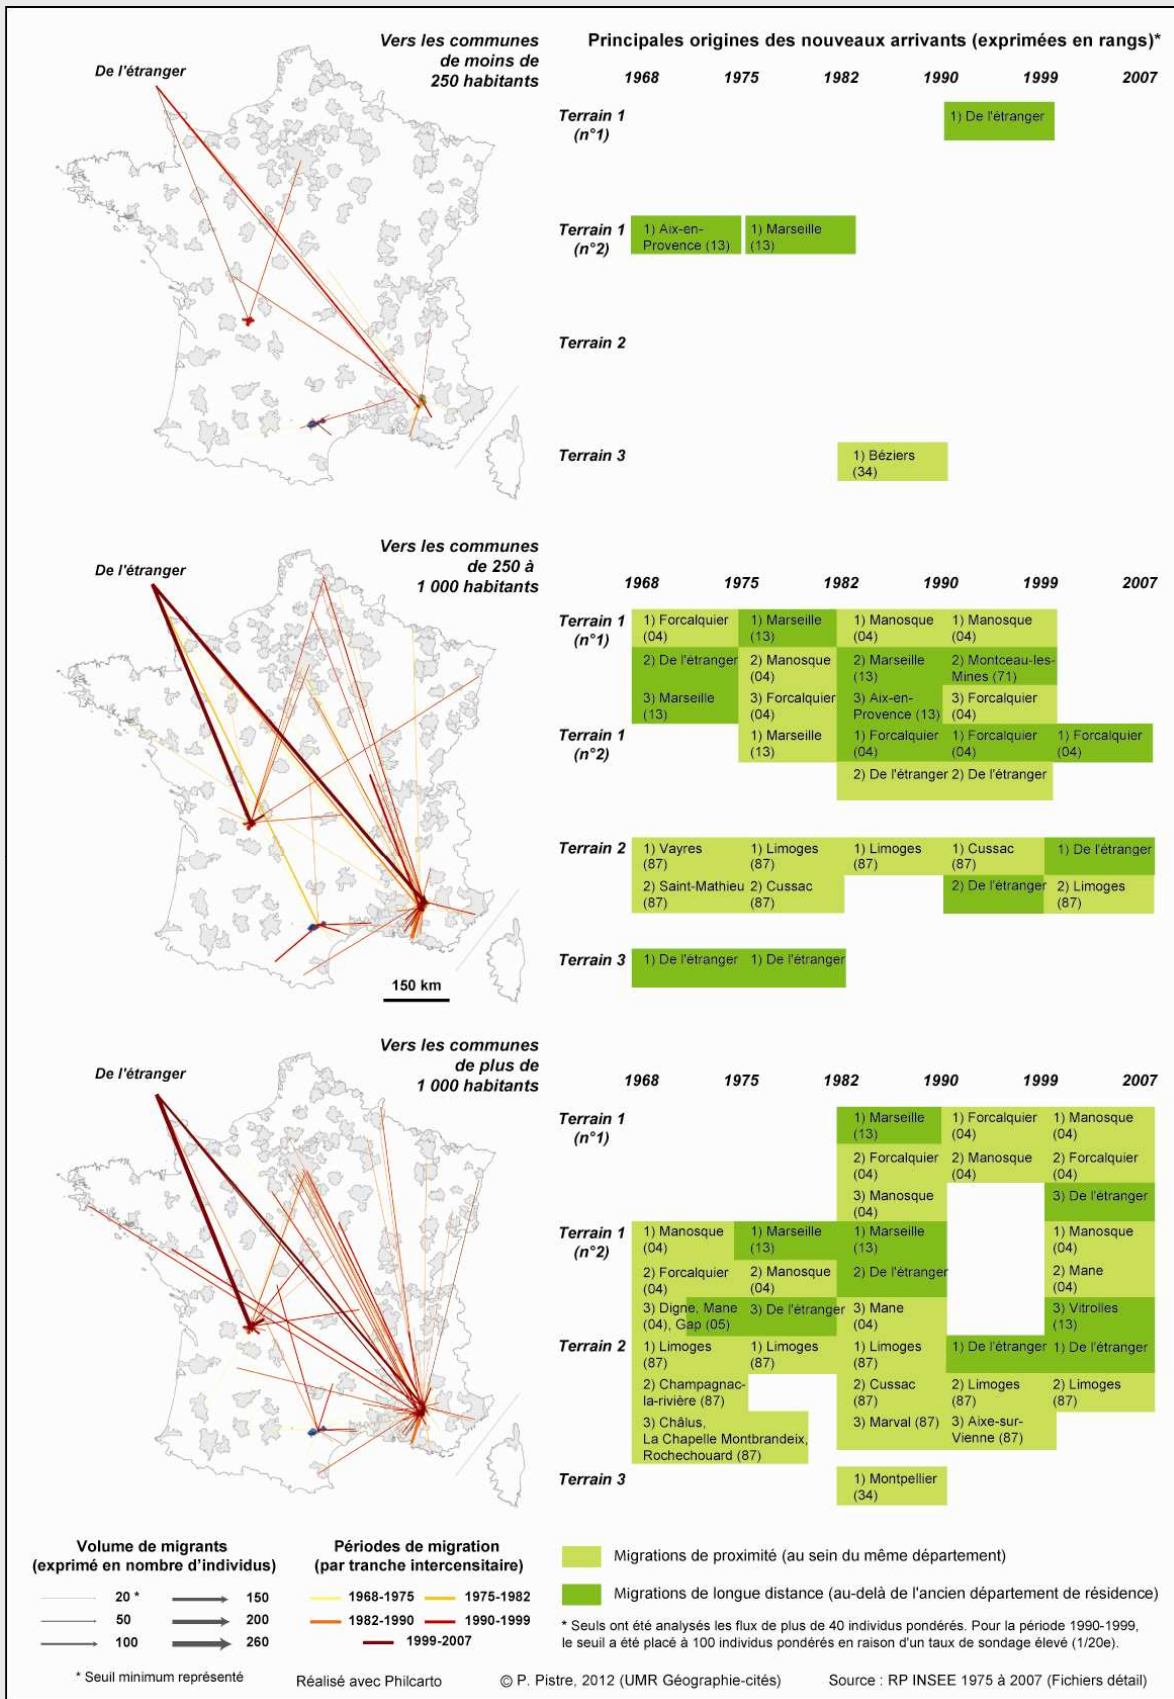 Vers les communes
de moins de
250 habitants
De l'étranger
Principales origines des nouveaux arrivants (exprimées en rangs)*
1968 1975 1982 1990 1999 2007
Terrain 1
(n°1)
1) De l'étranger
Terrain 1
(n°2)
1) Aix-en-
Provence (13)
1) Marseille
(13)
Terrain 2
Terrain 3
1) Béziers
(34)
Vers les communes
de 250 à
1 000 habitants
De l'étranger
150 km
1968 1975 1982 1990 1999 2007
Terrain 1
(n°1)
1) Forcalquier
(04)
1) Marseille
(13)
1) Manosque
(04)
1) Manosque
(04)
2) De l'étranger
2) Manosque
(04)
2) Marseille
(13)
2) Montceau-les-
Mines (71)
3) Marseille
(13)
3) Forcalquier
(04)
3) Aix-en-
Provence (13)
3) Forcalquier
(04)
Terrain 1
(n°2)
1) Marseille
(13)
1) Forcalquier
(04)
1) Forcalquier
(04)
1) Forcalquier
(04)
2) De l'étranger
2) De l'étranger
Terrain 2
1) Vayres
(87)
1) Limoges
(87)
1) Limoges
(87)
1) Cussac
(87)
1) De l'étranger
2) Saint-Mathieu
(87)
2) Cussac
(87)
2) De l'étranger
2) Limoges
(87)
Terrain 3
1) De l'étranger
1) De l'étranger
Vers les communes
de plus de
1 000 habitants
De l'étranger
1968 1975 1982 1990 1999 2007
Terrain 1
(n°1)
1) Marseille
(13)
1) Forcalquier
(04)
1) Manosque
(04)
2) Forcalquier
(04)
2) Manosque
(04)
2) Forcalquier
(04)
3) Manosque
(04)
3) De l'étranger
Terrain 1
(n°2)
1) Manosque
(04)
1) Marseille
(13)
1) Marseille
(13)
1) Manosque
(04)
2) Forcalquier
(04)
2) Manosque
(04)
2) De l'étranger
2) Mane
(04)
3) Digne, Mane
(04), Gap (05)
3) De l'étranger
3) Mane
(04)
3) Vitrolles
(13)
Terrain 2
1) Limoges
(87)
1) Limoges
(87)
1) Limoges
(87)
1) De l'étranger
1) De l'étranger
2) Champagnac-
la-rivière (87)
2) Cussac
(87)
2) Limoges
(87)
2) Limoges
(87)
3) Châlus,
La Chapelle Montbrandeix,
Rochechouard (87)
3) Marval (87)
3) Aixe-sur-
Vienne (87)
Terrain 3
1) Montpellier
(34)
Volume de migrants
(exprimé en nombre d'individus)
20 * 150
50 200
100 260
* Seuil minimum représenté
Périodes de migration
(par tranche intercensitaire)
1968-1975 1975-1982
1982-1990 1990-1999
1999-2007
Migrations de proximité (au sein du même département)
Migrations de longue distance (au-delà de l'ancien département de résidence)
* Seuls ont été analysés les flux de plus de 40 individus pondérés. Pour la période 1990-1999,
le seuil a été placé à 100 individus pondérés en raison d'un taux de sondage élevé (1/20e).
Réalisé avec Philcarto
© P. Pistre, 2012 (UMR Géographie-cités)
Source : RP INSEE 1975 à 2007 (Fichiers détail)